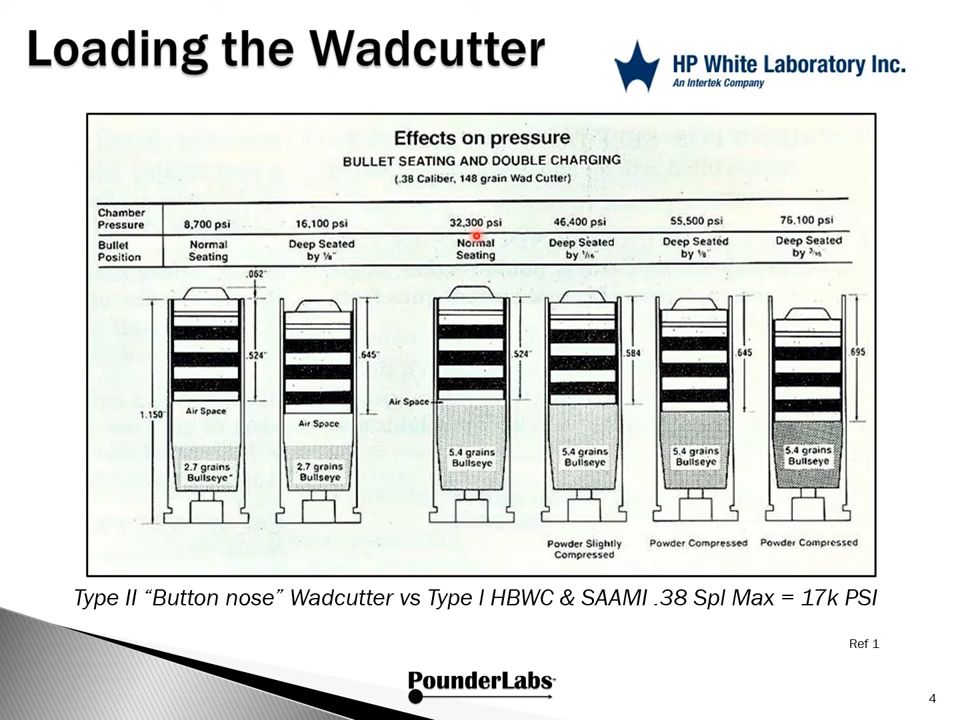 Loading the Wadcutter
HP White Laboratory Inc.
An Intertek Company
Effects on pressure
BULLET SEATING AND DOUBLE CHARGING
(.38 Caliber, 148 grain Wad Cutter)
Chamber Pressure 8,700 psi 16,100 psi 32,300 psi 46,400 psi 55,500 psi 76,100 psi
Bullet Position Normal Seating Deep Seated by 1/8" Normal Seating Deep Seated by 1/16" Deep Seated by 1/8" Deep Seated by 3/16"
.062"
.524" .645" .524" .584 .645 .695
1.150" Air Space Air Space Air Space
2.7 grains Bullseye 2.7 grains Bullseye 5.4 grains Bullseye 5.4 grains Bullseye 5.4 grains Bullseye 5.4 grains Bullseye
Powder Slightly Compressed Powder Compressed Powder Compressed
Type II “Button nose” Wadcutter vs Type I HBWC & SAAMI .38 Spl Max = 17k PSI
Ref 1
PounderLabs
4